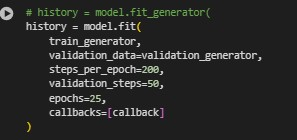 # history = model.fit_generator(
history = model.fit(
    train_generator,
    validation_data=validation_generator,
    steps_per_epoch=200,
    validation_steps=50,
    epochs=25,
    callbacks=[callback]
)